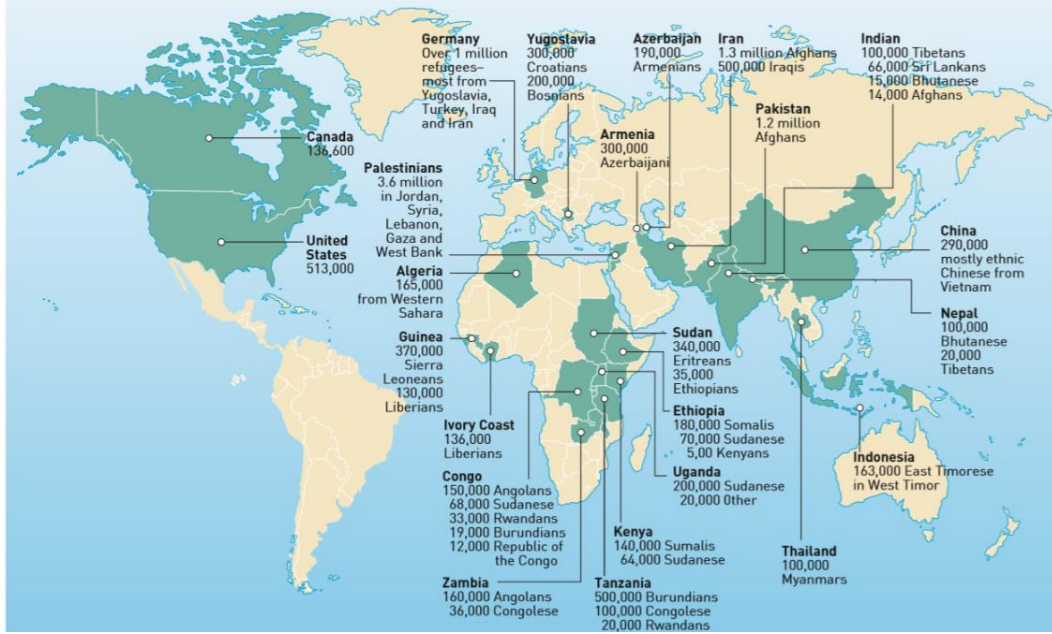 Germany
Over 1 million
refugees–
most from
Yugoslavia,
Turkey, Iraq
and Iran
Yugoslavia
300,000
Croatians
200,000
Bosnians
Azerbaijan
190,000
Armenians
Iran
1.3 million Afghans
500,000 Iraqis
Indian
100,000 Tibetans
66,000 Sri Lankans
15,000 Bhutanese
14,000 Afghans
Pakistan
1.2 million
Afghans
Armenia
300,000
Azerbaijani
Canada
136,600
Palestinians
3.6 million
in Jordan,
Syria,
Lebanon,
Gaza and
West Bank
United
States
513,000
China
290,000
mostly ethnic
Chinese from
Vietnam
Algeria
165,000
from Western
Sahara
Nepal
100,000
Bhutanese
20,000
Tibetans
Guinea
370,000
Sierra
Leoneans
130,000
Liberians
Sudan
340,000
Eritreans
35,000
Ethiopians
Ethiopia
180,000 Somalis
70,000 Sudanese
5,00 Kenyans
Ivory Coast
136,000
Liberians
Indonesia
163,000 East Timorese
in West Timor
Uganda
200,000 Sudanese
20,000 Other
Congo
150,000 Angolans
68,000 Sudanese
33,000 Rwandans
19,000 Burundians
12,000 Republic of
the Congo
Kenya
140,000 Sumalis
64,000 Sudanese
Thailand
100,000
Myanmars
Zambia
160,000 Angolans
36,000 Congolese
Tanzania
500,000 Burundians
100,000 Congolese
20,000 Rwandans